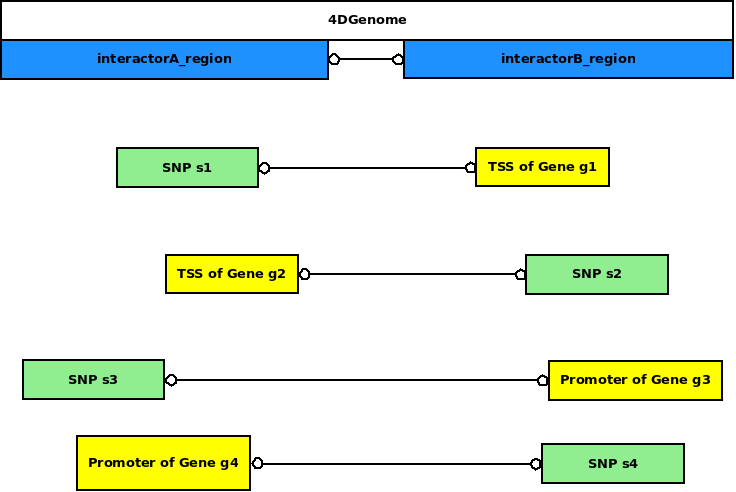 4DGenome
interactorA_region interactorB_region
SNP s1 TSS of Gene g1
TSS of Gene g2 SNP s2
SNP s3 Promoter of Gene g3
Promoter of Gene g4 SNP s4